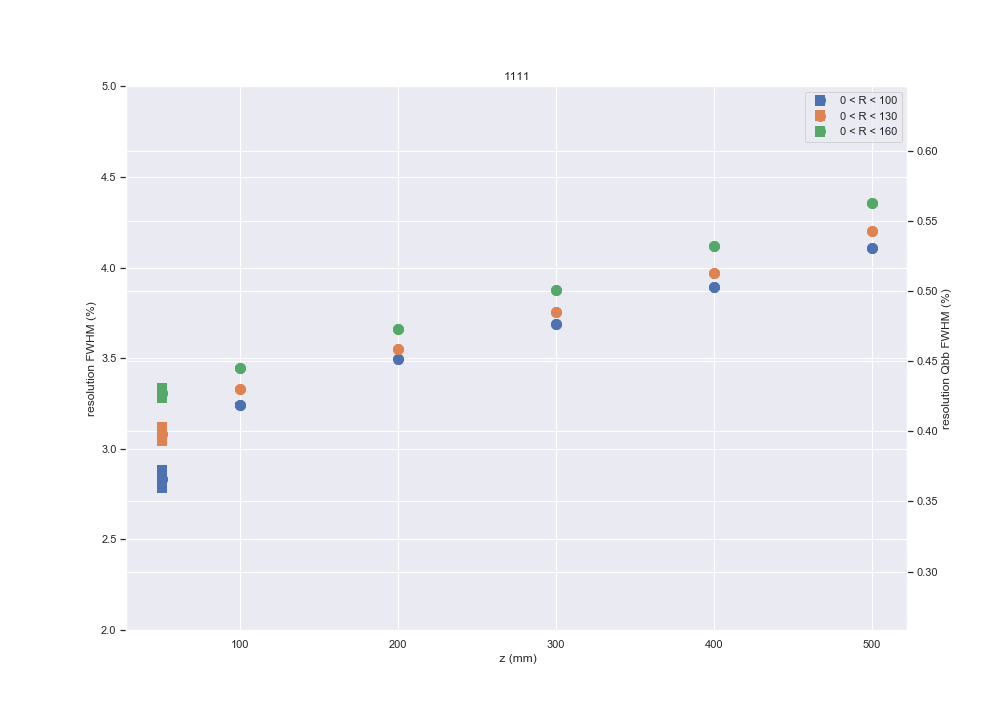 1111
0 < R < 100
0 < R < 130
0 < R < 160
5.0
4.5
4.0
3.5
3.0
2.5
2.0
resolution FWHM (%)
0.60
0.55
0.50
0.45
0.40
0.35
0.30
resolution Qbb FWHM (%)
100 200 300 400 500
z (mm)